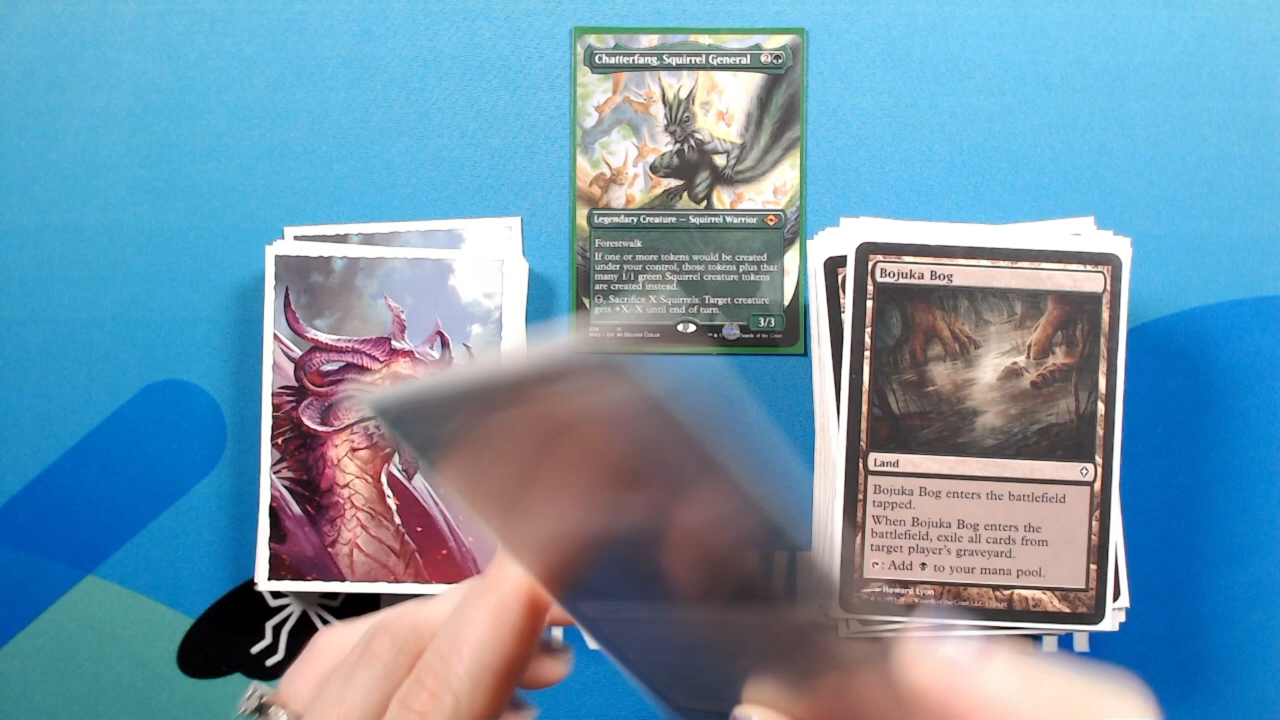 Chatterfang, Squirrel General
2
Legendary Creature — Squirrel Warrior
Forestwalk
If one or more tokens would be created
under your control, those tokens plus that
many 1/1 green Squirrel creature tokens
are created instead.
, Sacrifice X Squirrels: Target creature
gets +X/-X until end of turn.
3/3
Bojuka Bog
Land
Bojuka Bog enters the battlefield
tapped.
When Bojuka Bog enters the
battlefield, exile all cards from
target player's graveyard.
: Add to your mana pool.
Howard Lyon